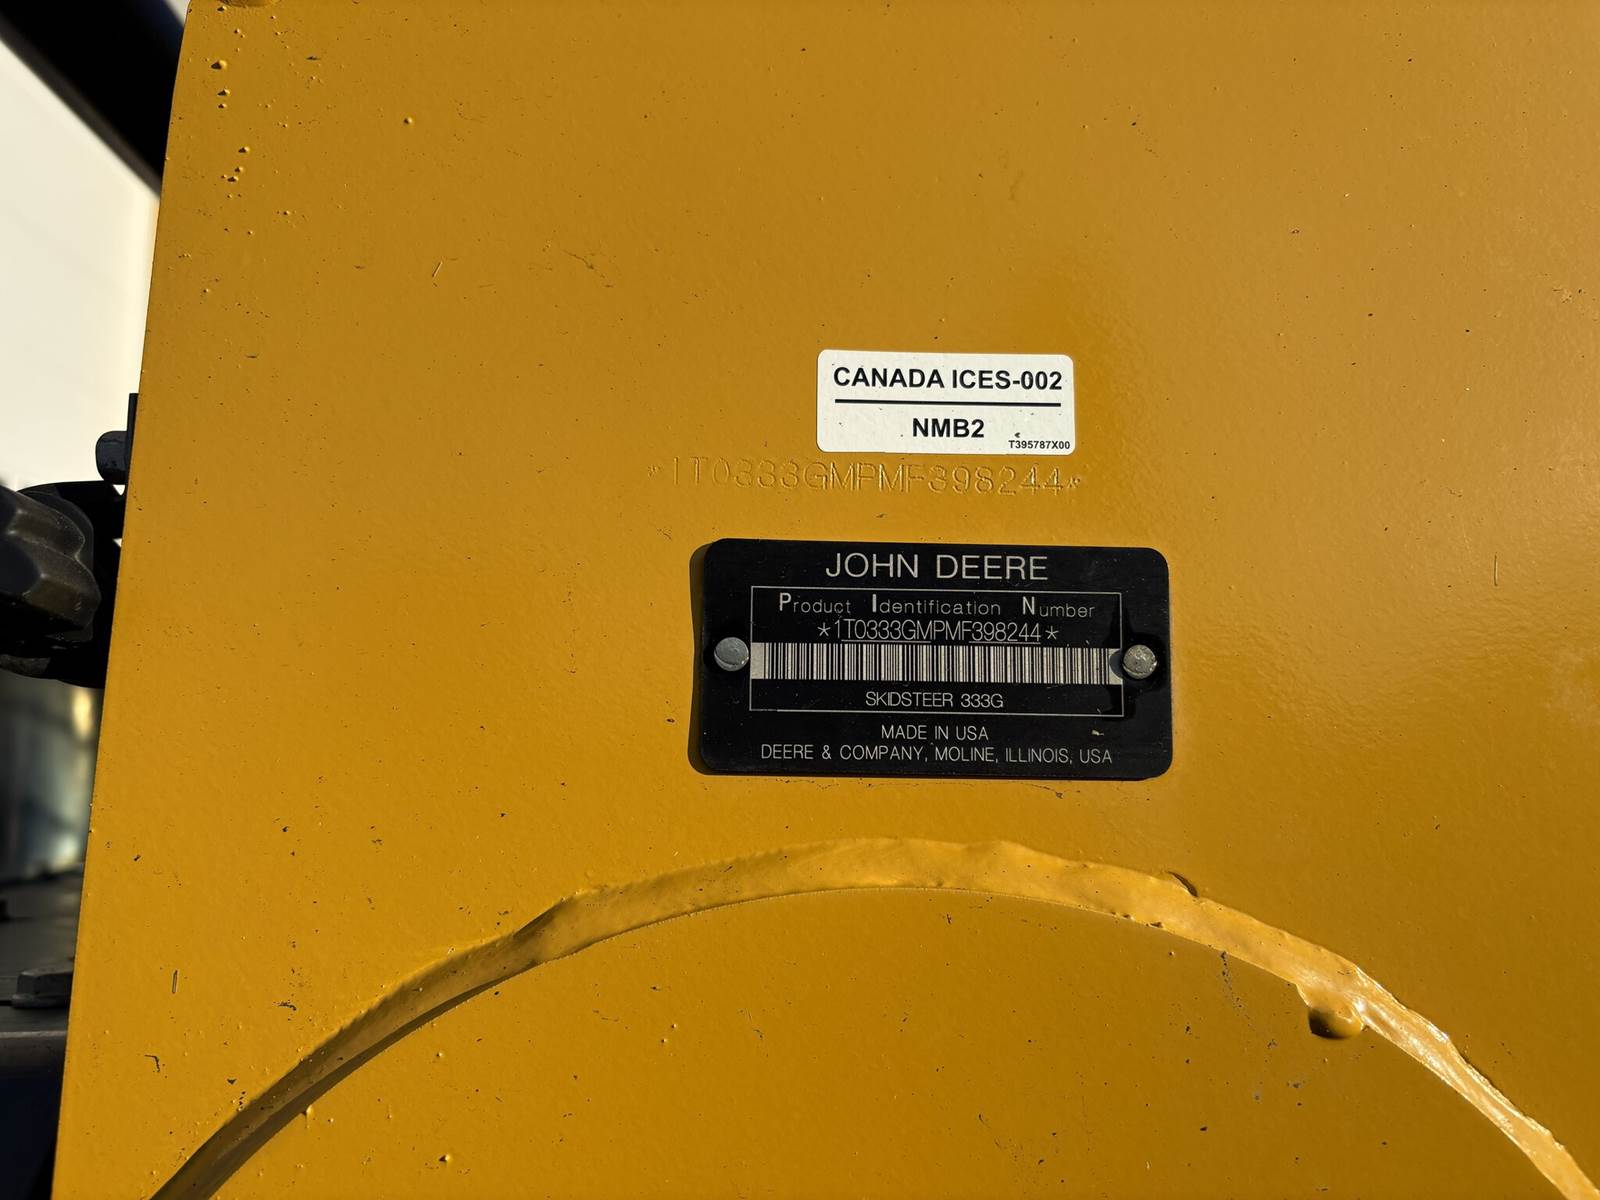 CANADA ICES-002
NMB2
T395787X00
*1T0333GMPMF398244*
JOHN DEERE
Product Identification Number
*1T0333GMPMF398244*
SKIDSTEER 333G
MADE IN USA
DEERE & COMPANY, MOLINE, ILLINOIS, USA